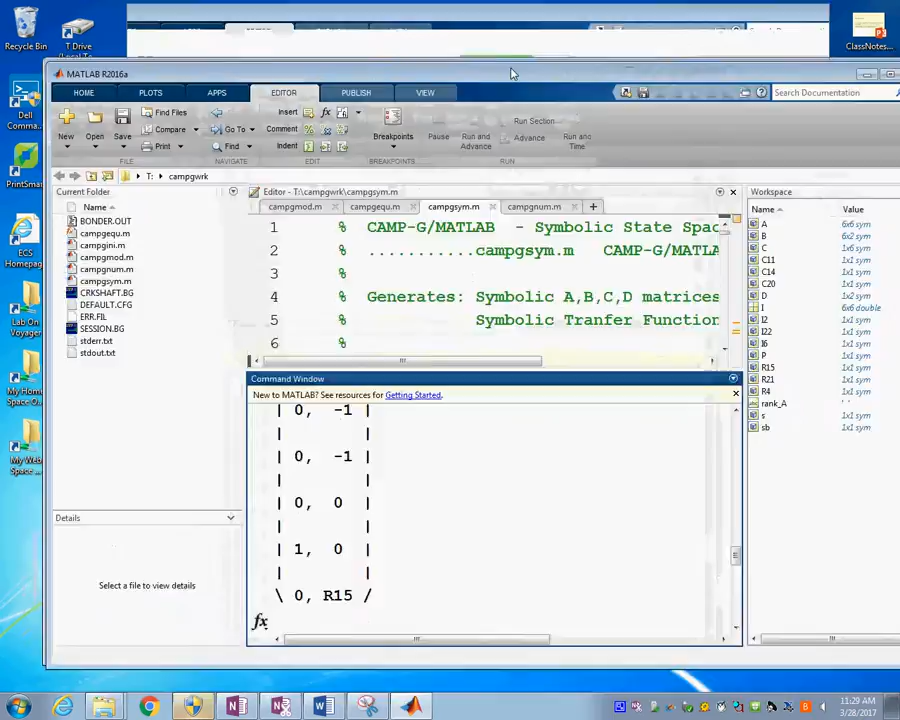 Recycle Bin
T Drive
(Local To
ClassNotes...
MATLAB R2016a
HOME PLOTS APPS EDITOR PUBLISH VIEW
Search Documentation
New Open Save
Find Files
Compare
Print
Go To
Find
Insert
Comment
Indent
fx
Breakpoints
Pause
Run and
Advance
Run Section
Advance
Run and
Time
FILE NAVIGATE EDIT BREAKPOINTS RUN
T: campgwrk
Dell
Comma...
PrintSmar
ECS
Homepag
Lab On
Voyager
My Hom
Space O...
My Web
Space ...
Current Folder
Name
BONDER.OUT
campgequ.m
campgini.m
campgmod.m
campgnum.m
campgsym.m
CRKSHAFT.BG
DEFAULT.CFG
ERR.FIL
SESSION.BG
stderr.txt
stdout.txt
Details
Select a file to view details
Editor - T:\campgwrk\campgsym.m
campgmod.m campgequ.m campgsym.m campgnum.m
1 % CAMP-G/MATLAB - Symbolic State Spac
2 % ...........campgsym.m CAMP-G/MATLA
3 %
4 % Generates: Symbolic A,B,C,D matrices
5 % Symbolic Tranfer Function
6 %
Command Window
New to MATLAB? See resources for Getting Started.
| 0, -1 |
| |
| 0, -1 |
| |
| 0, 0 |
| |
| 1, 0 |
| |
\ 0, R15 /
fx
Workspace
Name Value
A 6x6 sym
B 6x2 sym
C 1x6 sym
C11 1x1 sym
C14 1x1 sym
C20 1x1 sym
D 1x2 sym
I 6x6 double
I2 1x1 sym
I22 1x1 sym
I6 1x1 sym
P 1x1 sym
R15 1x1 sym
R21 1x1 sym
R4 1x1 sym
rank_A ' '
s 1x1 sym
sb 1x1 sym
11:29 AM
3/28/2017